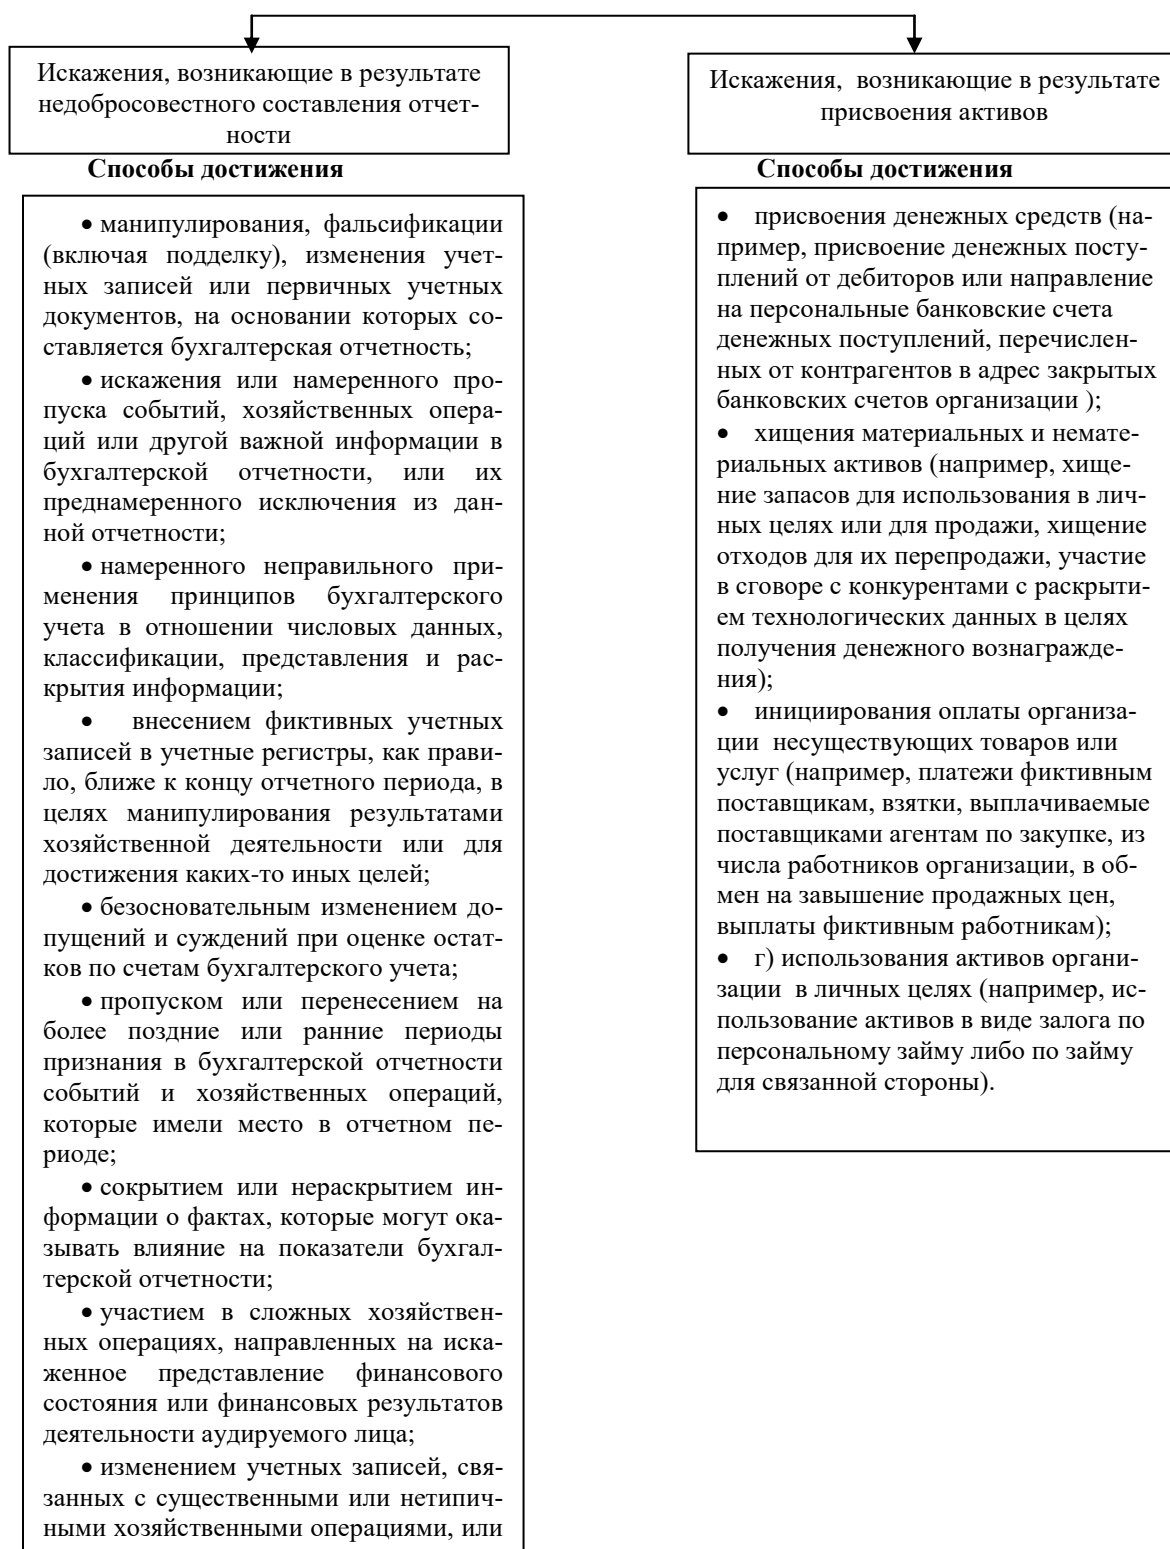 Искажения, возникающие в результате
недобросовестного составления отчет-
ности
Способы достижения
• манипулирования, фальсификации
(включая подделку), изменения учет-
ных записей или первичных учетных
документов, на основании которых со-
ставляется бухгалтерская отчетность;
• искажения или намеренного про-
пуска событий, хозяйственных опера-
ций или другой важной информации в
бухгалтерской отчетности, или их
преднамеренного исключения из дан-
ной отчетности;
• намеренного неправильного при-
менения принципов бухгалтерского
учета в отношении числовых данных,
классификации, представления и рас-
крытия информации;
• внесением фиктивных учетных
записей в учетные регистры, как прави-
ло, ближе к концу отчетного периода, в
целях манипулирования результатами
хозяйственной деятельности или для
достижения каких-то иных целей;
• безосновательным изменением до-
пущений и суждений при оценке остат-
ков по счетам бухгалтерского учета;
• пропуском или перенесением на
более поздние или ранние периоды
признания в бухгалтерской отчетности
событий и хозяйственных операций,
которые имели место в отчетном пе-
риоде;
• сокрытием или нераскрытием ин-
формации о фактах, которые могут ока-
зывать влияние на показатели бухгал-
терской отчетности;
• участием в сложных хозяйствен-
ных операциях, направленных на иска-
женное представление финансового
состояния или финансовых результатов
деятельности аудируемого лица;
• изменением учетных записей, свя-
занных с существенными или нетипич-
ными хозяйственными операциями, или
Искажения, возникающие в результате
присвоения активов
Способы достижения
• присвоения денежных средств (на-
пример, присвоение денежных посту-
плений от дебиторов или направление
на персональные банковские счета
денежных поступлений, перечислен-
ных от контрагентов в адрес закрытых
банковских счетов организации );
• хищения материальных и немате-
риальных активов (например, хище-
ние запасов для использования в лич-
ных целях или для продажи, хищение
отходов для их перепродажи, участие
в сговоре с конкурентами с раскрыти-
ем технологических данных в целях
получения денежного вознагражде-
ния);
• инициирования оплаты организа-
ции несуществующих товаров или
услуг (например, платежи фиктивным
поставщикам, взятки, выплачиваемые
поставщиками агентам по закупке, из
числа работников организации, в об-
мен на завышение продажных цен,
выплаты фиктивным работникам);
• г) использования активов органи-
зации в личных целях (например, ис-
пользование активов в виде залога по
персональному займу либо по займу
для связанной стороны).